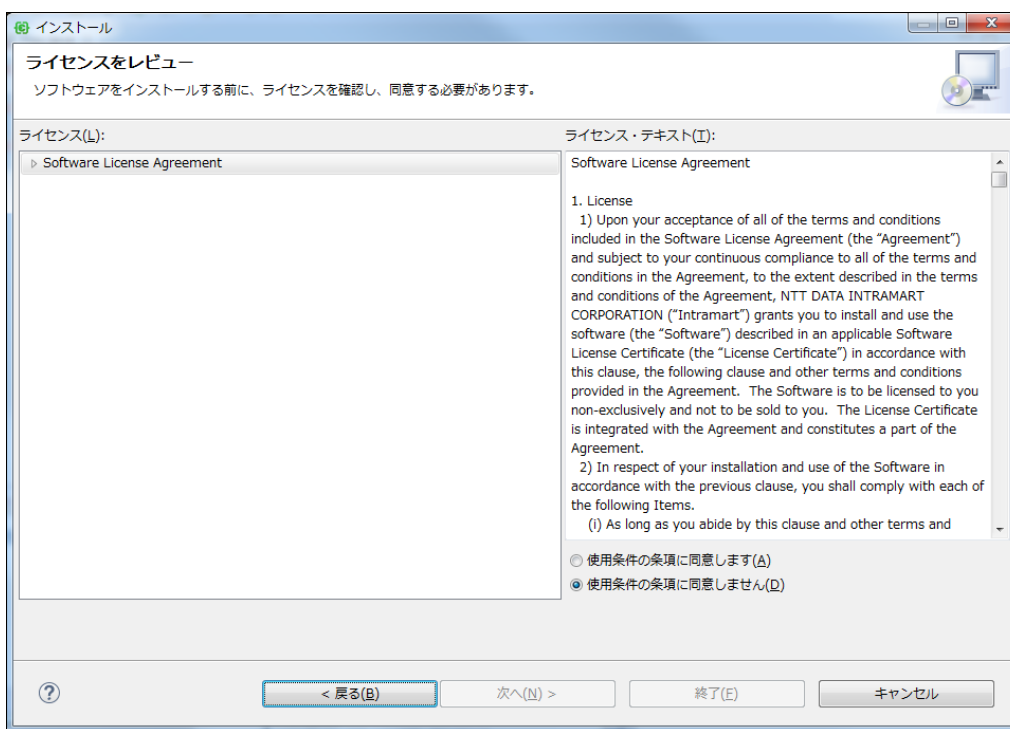 インストール
ライセンスをレビュー
ソフトウェアをインストールする前に、ライセンスを確認し、同意する必要があります。
ライセンス(L):
Software License Agreement
ライセンス・テキスト(T):
Software License Agreement
1. License
1) Upon your acceptance of all of the terms and conditions
included in the Software License Agreement (the “Agreement”)
and subject to your continuous compliance to all of the terms and
conditions in the Agreement, to the extent described in the terms
and conditions of the Agreement, NTT DATA INTRAMART
CORPORATION (“Intramart”) grants you to install and use the
software (the “Software”) described in an applicable Software
License Certificate (the “License Certificate”) in accordance with
this clause, the following clause and other terms and conditions
provided in the Agreement.  The Software is to be licensed to you
non-exclusively and not to be sold to you.  The License Certificate
is integrated with the Agreement and constitutes a part of the
Agreement.
2) In respect of your installation and use of the Software in
accordance with the previous clause, you shall comply with each of
the following Items.
(i) As long as you abide by this clause and other terms and
使用条件の条項に同意します(A)
使用条件の条項に同意しません(D)
< 戻る(B)
次へ(N) >
終了(F)
キャンセル